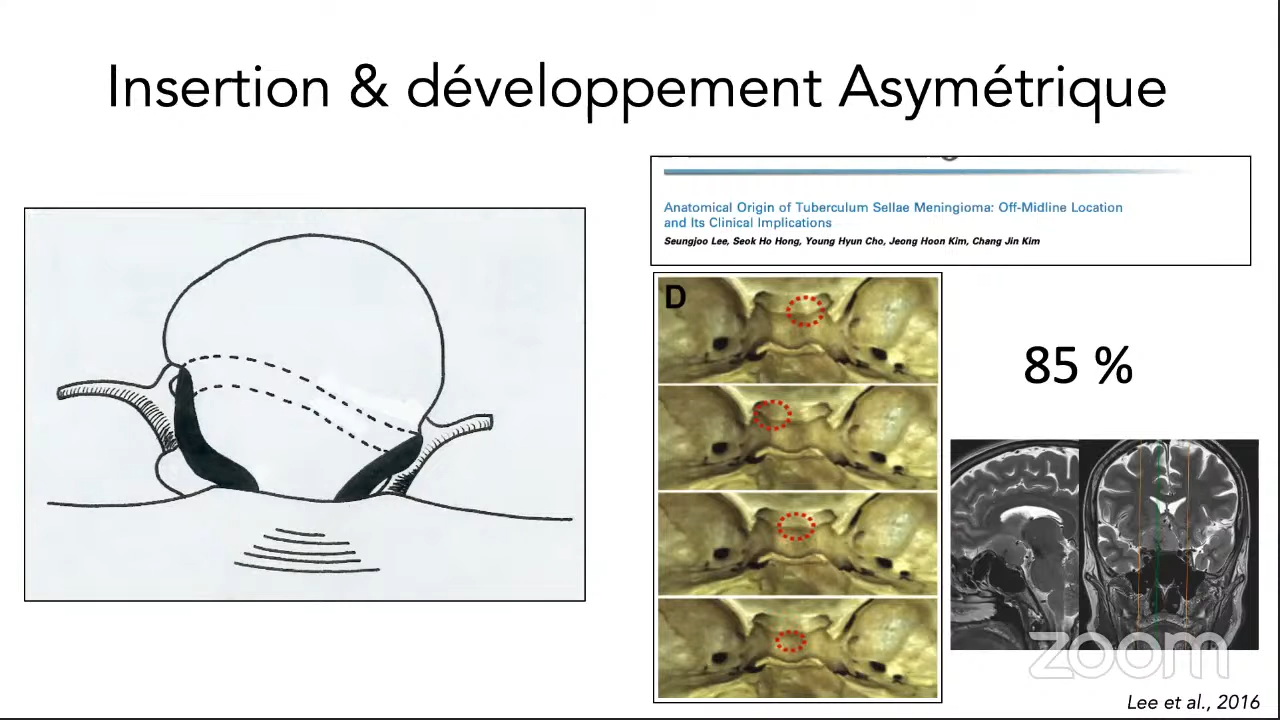 Insertion & développement Asymétrique
Anatomical Origin of Tuberculum Sellae Meningioma: Off-Midline Location
and Its Clinical Implications
Seungjoo Lee, Seok Ho Hong, Young Hyun Cho, Jeong Hoon Kim, Chang Jin Kim
D
85 %
zoom
Lee et al., 2016